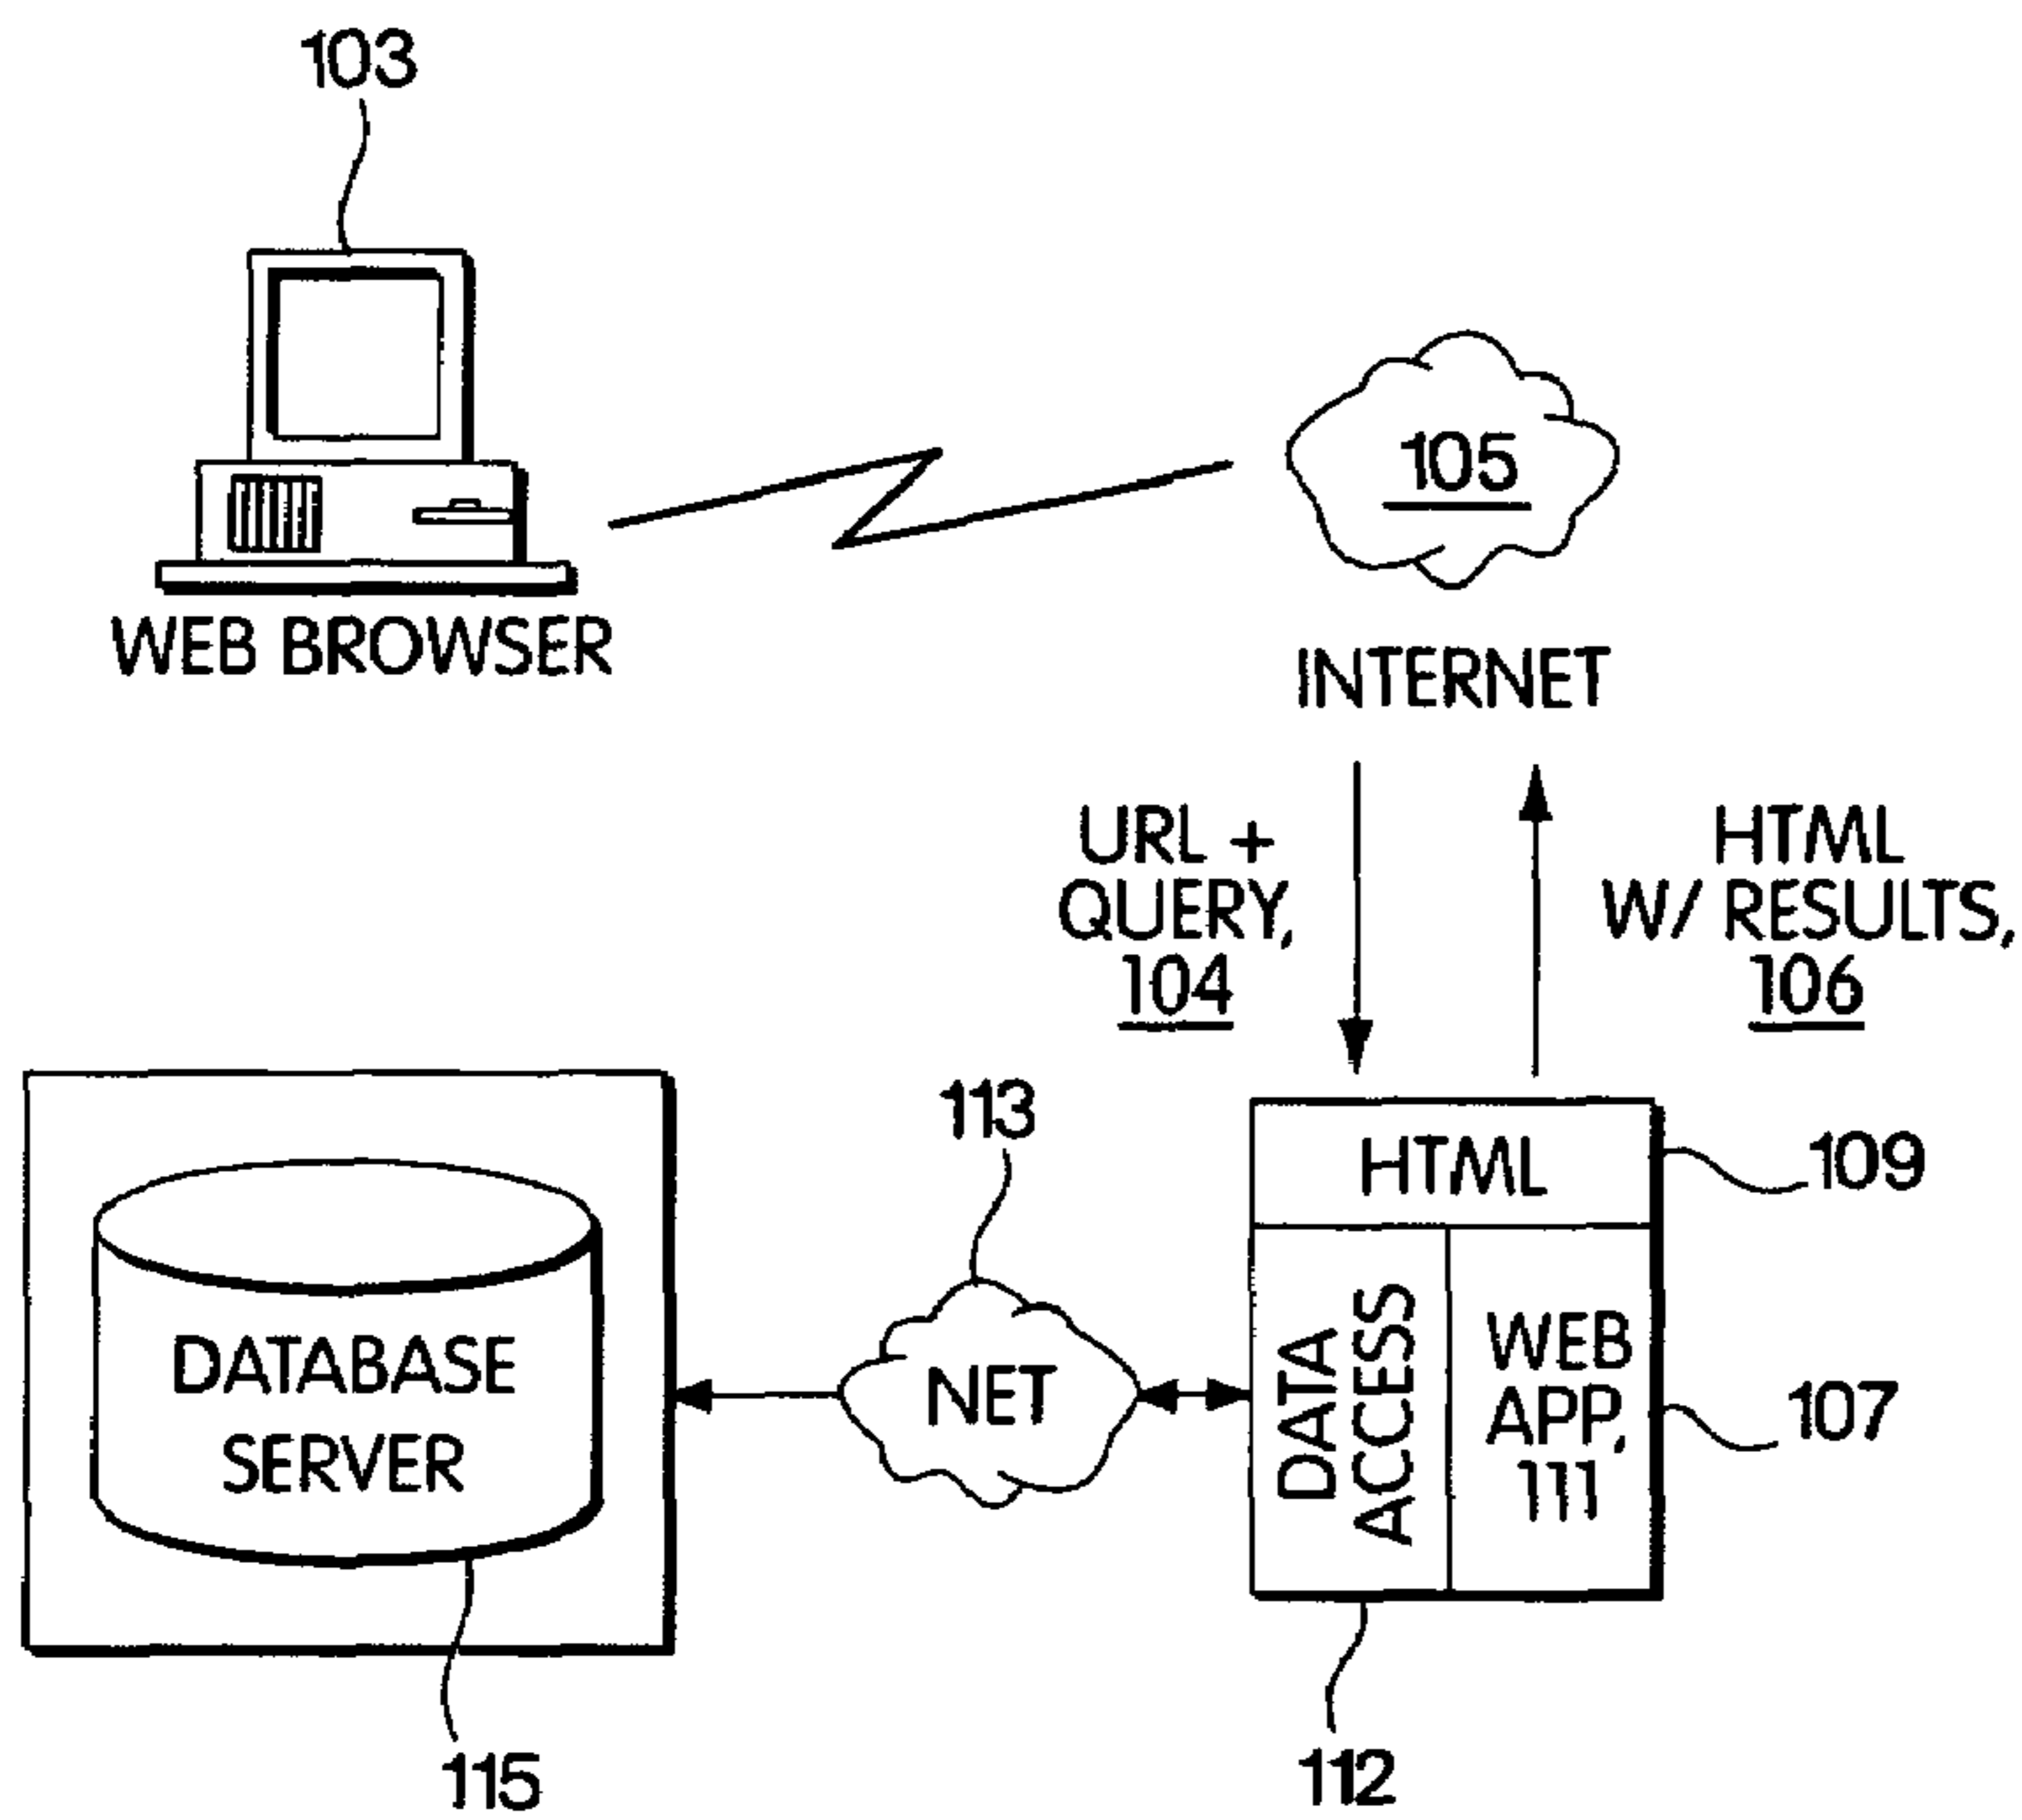 103
WEB BROWSER
105
INTERNET
URL +
QUERY,
104
HTML
W/ RESULTS,
106
113
HTML
109
DATABASE
SERVER
NET
DATA
ACCESS
WEB
APP,
111
107
115
112